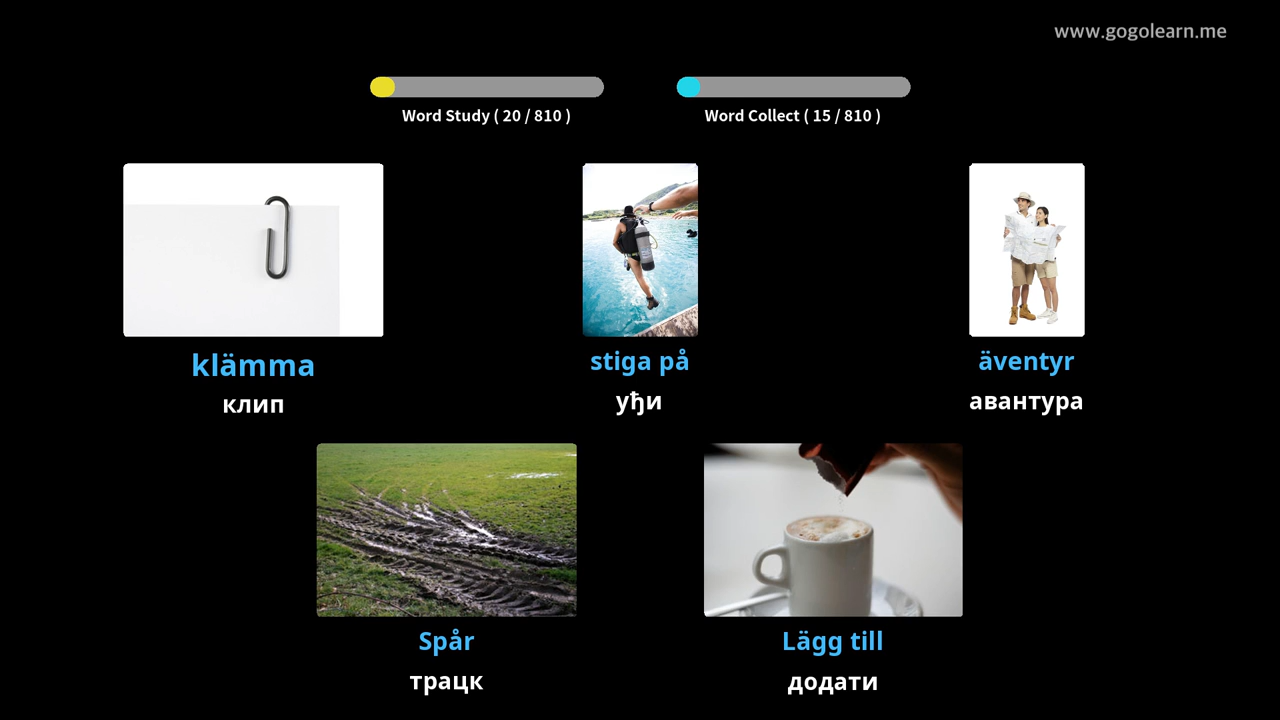 www.gogolearn.me
Word Study ( 20 / 810 )
Word Collect ( 15 / 810 )
klämma
клип
stiga på
уђи
äventyr
авантура
Spår
трацк
Lägg till
додати